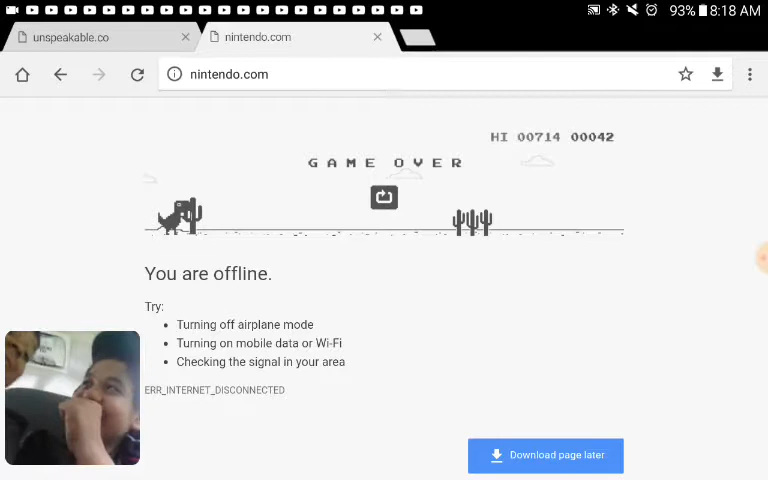 93% 8:18 AM
unspeakable.co
nintendo.com
nintendo.com
HI 00714 00042
GAME OVER
You are offline.
Try:
Turning off airplane mode
Turning on mobile data or Wi-Fi
Checking the signal in your area
ERR_INTERNET_DISCONNECTED
Download page later